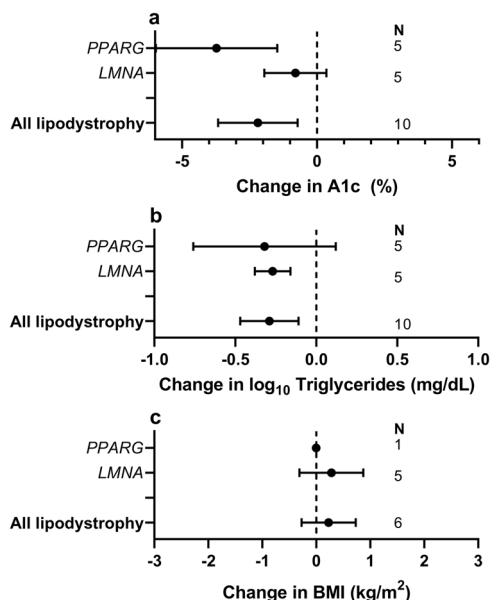 a
N
PPARG 5
LMNA 5
All lipodystrophy 10
-5 0 5
Change in A1c (%)
b
N
PPARG 5
LMNA 5
All lipodystrophy 10
-1.0 -0.5 0.0 0.5 1.0
Change in log₁₀ Triglycerides (mg/dL)
c
N
PPARG 1
LMNA 5
All lipodystrophy 6
-3 -2 -1 0 1 2 3
Change in BMI (kg/m²)